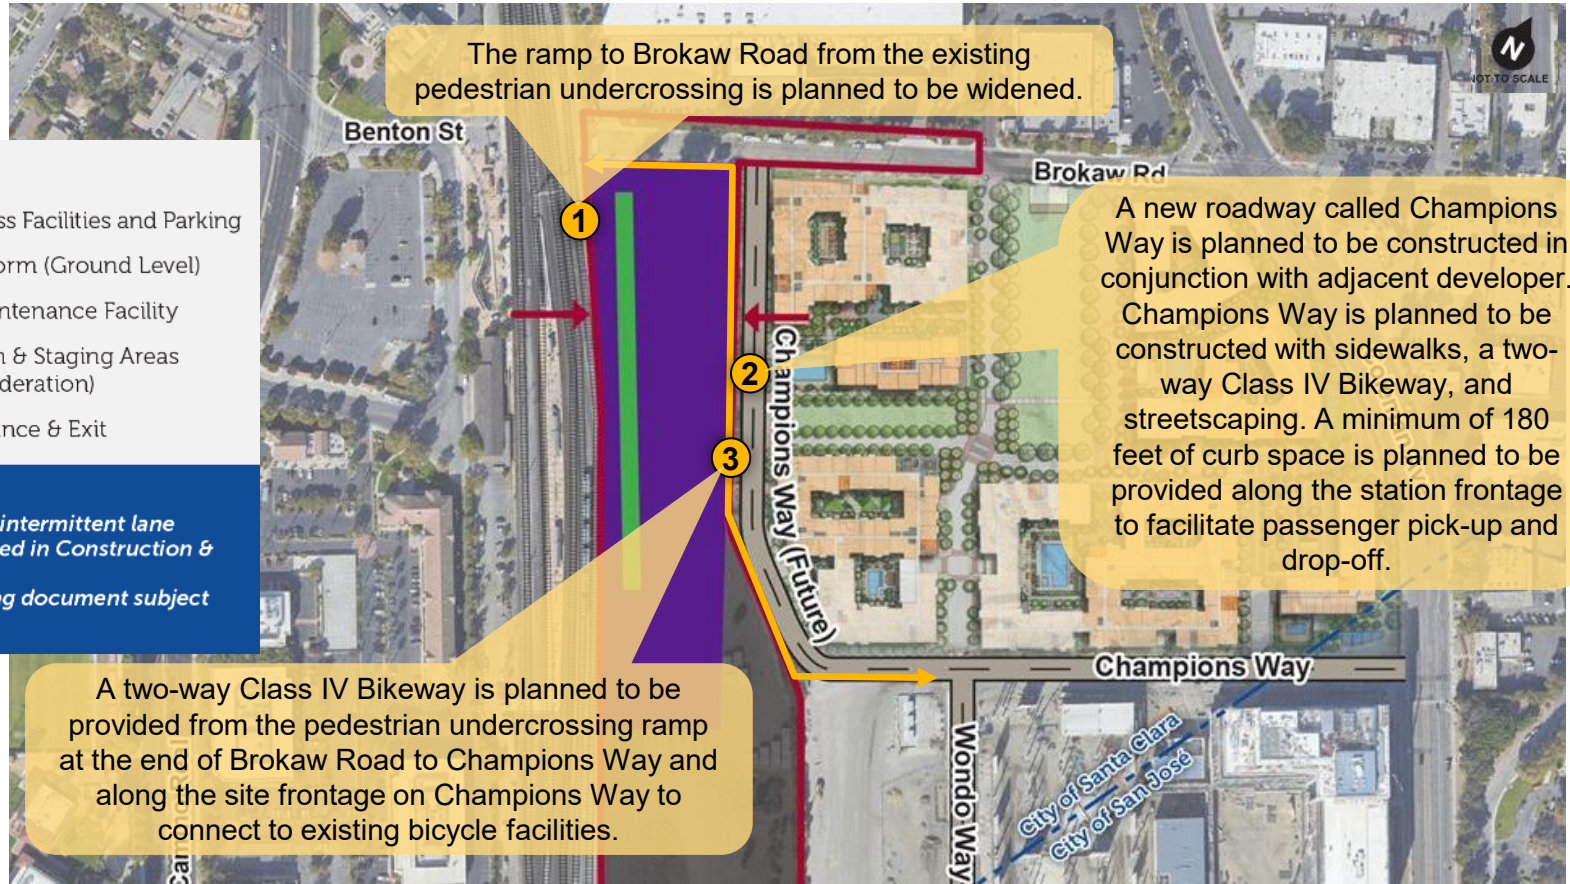 The ramp to Brokaw Road from the existing
pedestrian undercrossing is planned to be widened.
N
NOT TO SCALE
Benton St
Brokaw Rd
ss Facilities and Parking
orm (Ground Level)
ntenance Facility
n & Staging Areas
deration)
nce & Exit
intermittent lane
ed in Construction &
ng document subject
1
2
3
A new roadway called Champions
Way is planned to be constructed in
conjunction with adjacent developer.
Champions Way is planned to be
constructed with sidewalks, a two-
way Class IV Bikeway, and
streetscaping. A minimum of 180
feet of curb space is planned to be
provided along the station frontage
to facilitate passenger pick-up and
drop-off.
Champions Way (Future)
Champions Way
A two-way Class IV Bikeway is planned to be
provided from the pedestrian undercrossing ramp
at the end of Brokaw Road to Champions Way and
along the site frontage on Champions Way to
connect to existing bicycle facilities.
Wondo Way
City of Santa Clara
City of San José